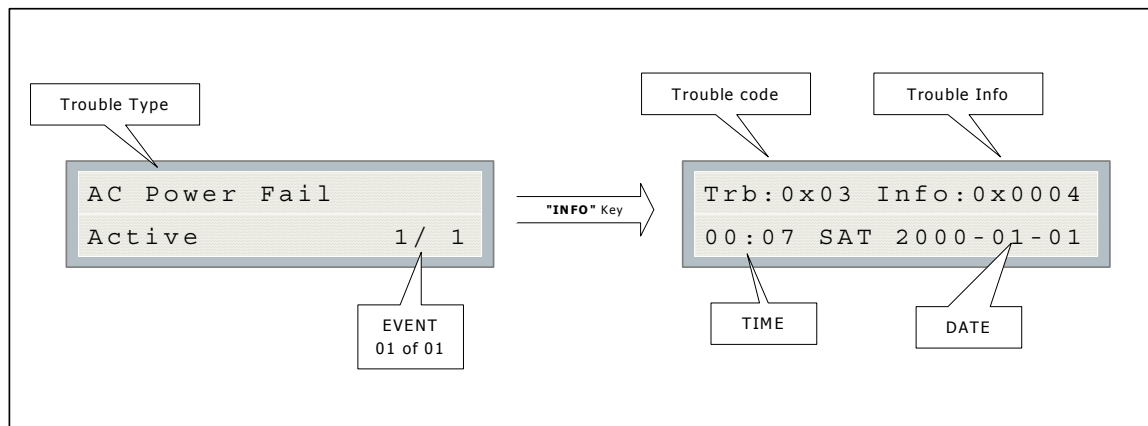 Trouble Type
Trouble code
Trouble Info
AC Power Fail
Active 1/ 1
"INFO" Key
Trb:0x03 Info:0x0004
00:07 SAT 2000-01-01
EVENT
01 of 01
TIME
DATE